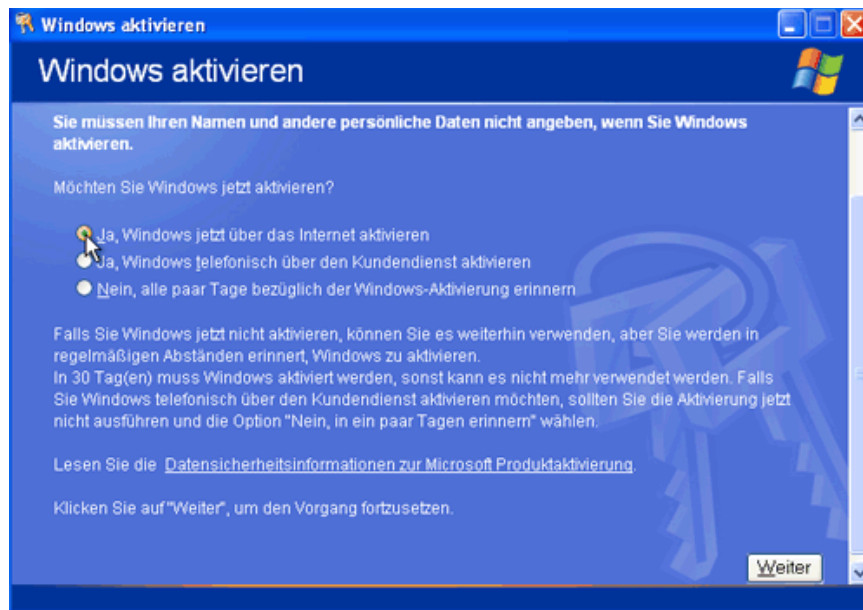 Windows aktivieren
Windows aktivieren
Sie müssen Ihren Namen und andere persönliche Daten nicht angeben, wenn Sie Windows
aktivieren.
Möchten Sie Windows jetzt aktivieren?
Ja, Windows jetzt über das Internet aktivieren
Ja, Windows telefonisch über den Kundendienst aktivieren
Nein, alle paar Tage bezüglich der Windows-Aktivierung erinnern
Falls Sie Windows jetzt nicht aktivieren, können Sie es weiterhin verwenden, aber Sie werden in
regelmäßigen Abständen erinnert, Windows zu aktivieren.
In 30 Tag(en) muss Windows aktiviert werden, sonst kann es nicht mehr verwendet werden. Falls
Sie Windows telefonisch über den Kundendienst aktivieren möchten, sollten Sie die Aktivierung jetzt
nicht ausführen und die Option "Nein, in ein paar Tagen erinnern" wählen.
Lesen Sie die Datensicherheitsinformationen zur Microsoft Produktaktivierung.
Klicken Sie auf "Weiter", um den Vorgang fortzusetzen.
Weiter